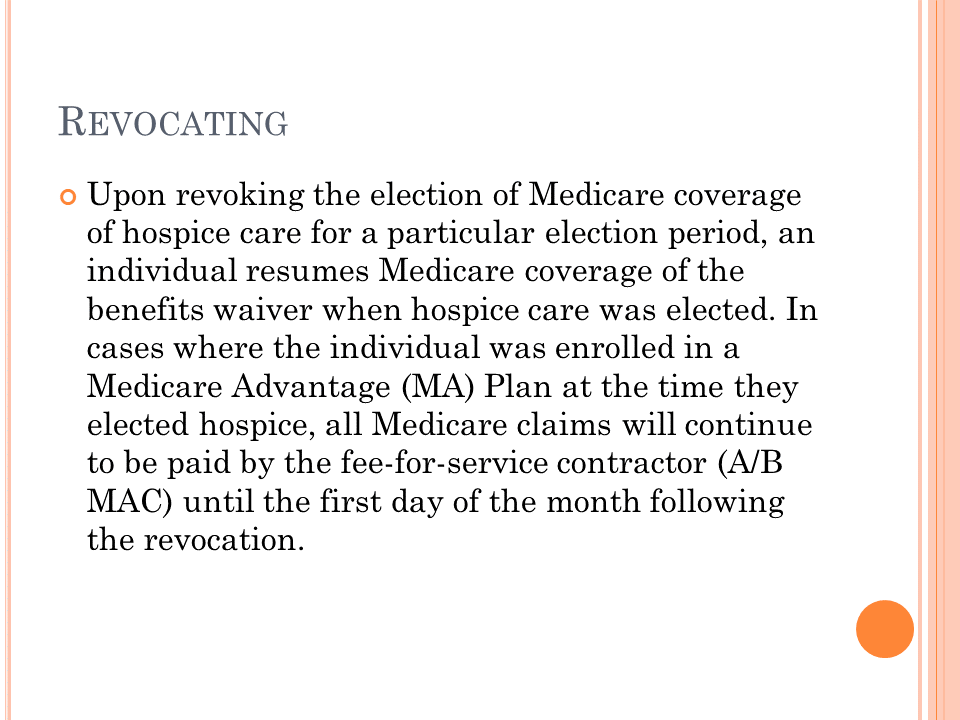 REVOCATING
Upon revoking the election of Medicare coverage
of hospice care for a particular election period, an
individual resumes Medicare coverage of the
benefits waiver when hospice care was elected. In
cases where the individual was enrolled in a
Medicare Advantage (MA) Plan at the time they
elected hospice, all Medicare claims will continue
to be paid by the fee-for-service contractor (A/B
MAC) until the first day of the month following
the revocation.